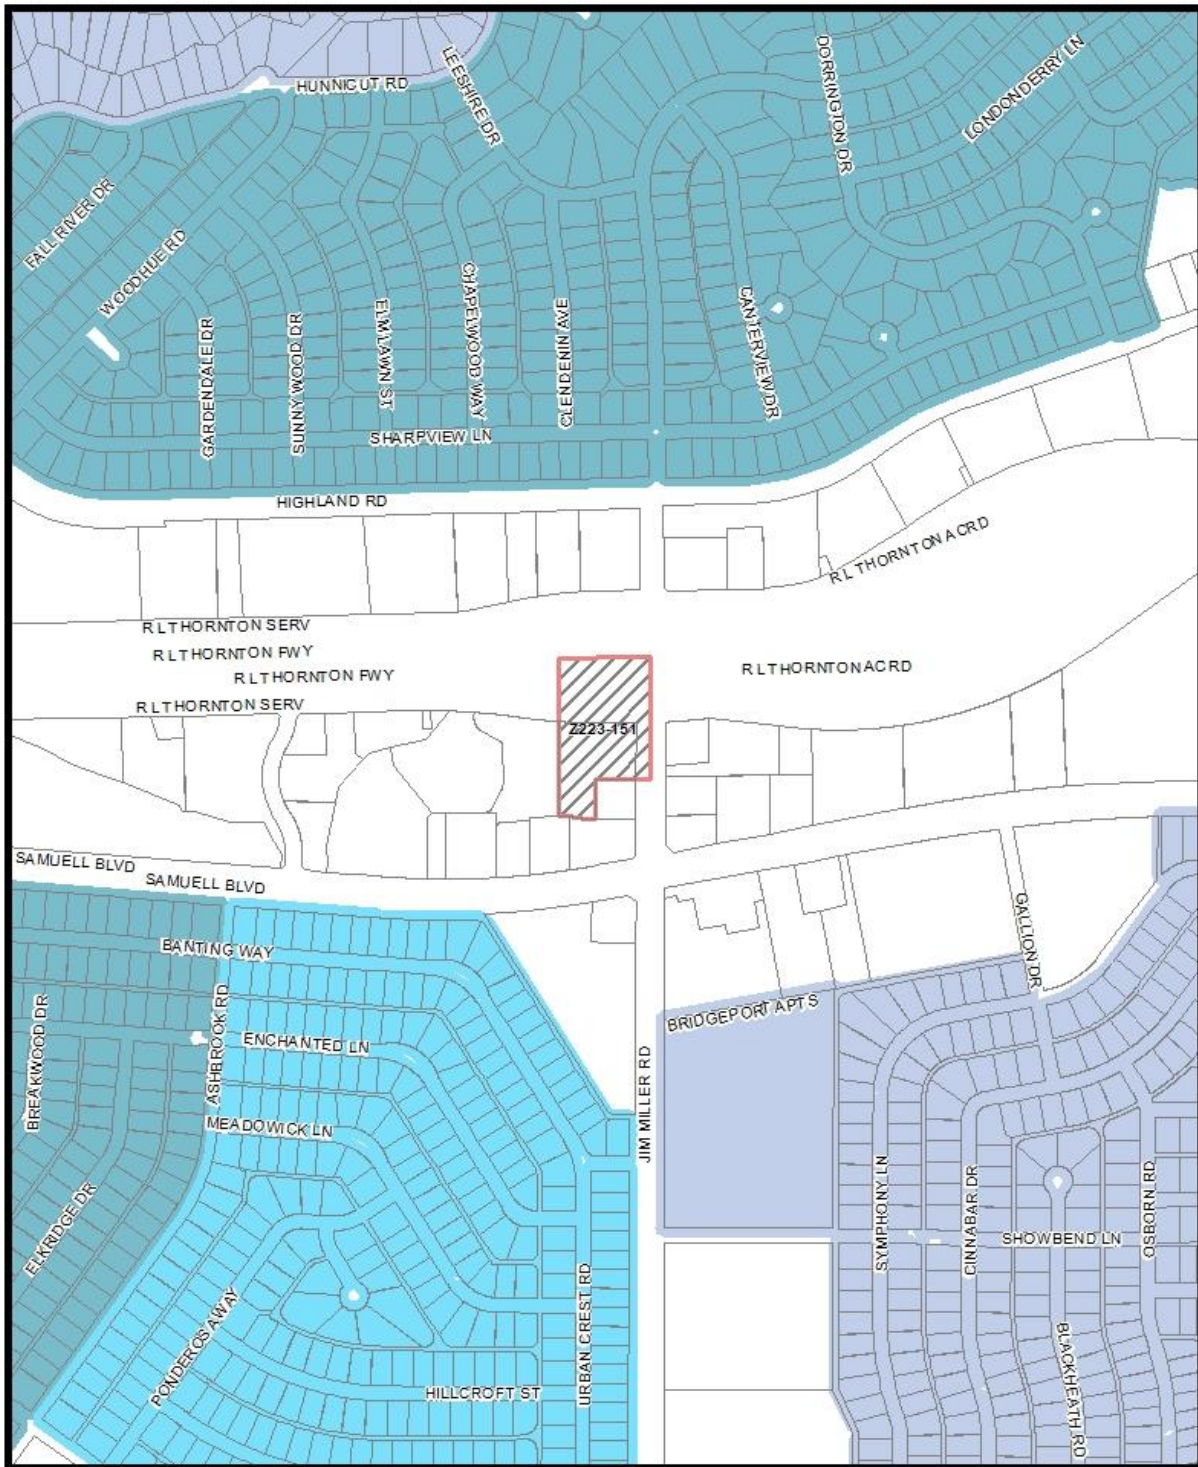 HUNNICUT RD
LEESHIRE DR
DORRINGTON DR
LONDONDERRY LN
FALL RIVER DR
WOODHUE RD
GARDENDALE DR
SUNNYWOOD DR
ELMLAWN ST
CHAPELWOOD WAY
CLENDENIN AVE
CANTERVIEW DR
SHARPVIEW LN
HIGHLAND RD
R L THORNTON ACRD
R L THORNTON SERV
R L THORNTON FWY
R L THORNTON FWY
R L THORNTON ACRD
R L THORNTON SERV
Z223-151
SAMUELL BLVD
SAMUELL BLVD
BANTING WAY
GALLION DR
BREAKWOOD DR
ASHBROOK RD
ENCHANTED LN
BRIDGEPORT APTS
MEADOWICK LN
JIM MILLER RD
ELKRIDGE DR
SYMPHONY LN
CINNABAR DR
SHOWBEND LN
OSBORN RD
PONDEROSA WAY
URBAN CREST RD
HILLCROFT ST
BLACKHEATH RD